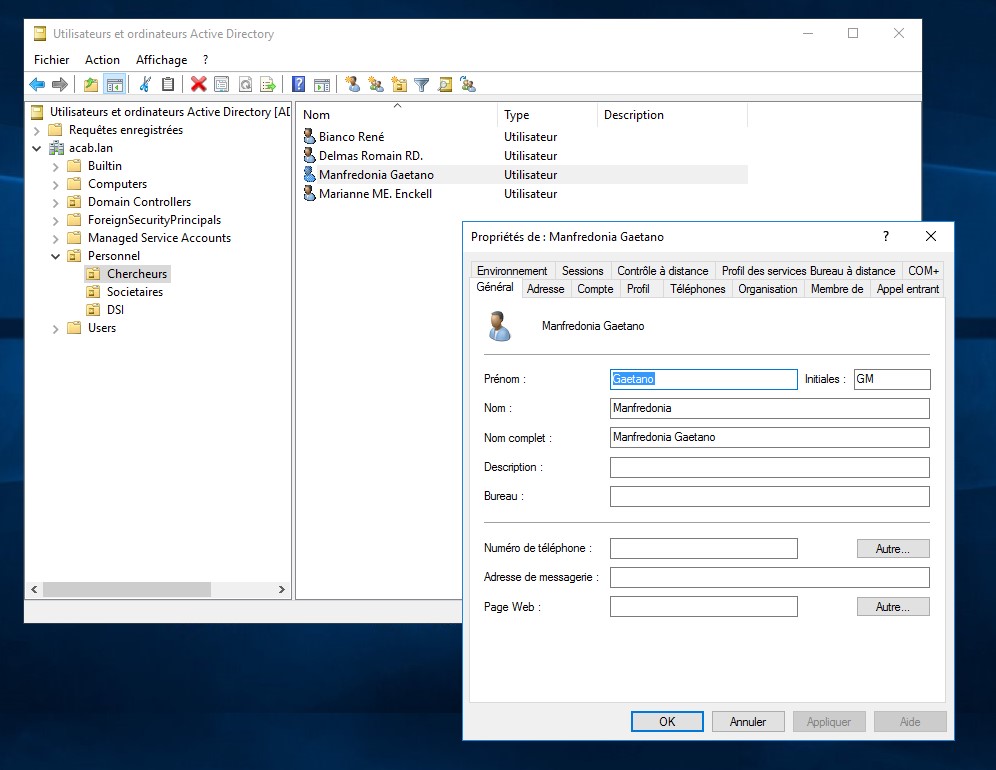 Utilisateurs et ordinateurs Active Directory
Fichier Action Affichage ?
Utilisateurs et ordinateurs Active Directory [AD
Requêtes enregistrées
acab.lan
Builtin
Computers
Domain Controllers
ForeignSecurityPrincipals
Managed Service Accounts
Personnel
Chercheurs
Societaires
DSI
Users
Nom Type Description
Bianco René Utilisateur
Delmas Romain RD. Utilisateur
Manfredonia Gaetano Utilisateur
Marianne ME. Enckell Utilisateur
Propriétés de : Manfredonia Gaetano ?
Environnement Sessions Contrôle à distance Profil des services Bureau à distance COM+
Général Adresse Compte Profil Téléphones Organisation Membre de Appel entrant
Manfredonia Gaetano
Prénom : Gaetano Initiales : GM
Nom : Manfredonia
Nom complet : Manfredonia Gaetano
Description :
Bureau :
Numéro de téléphone : Autre...
Adresse de messagerie :
Page Web : Autre...
OK Annuler Appliquer Aide